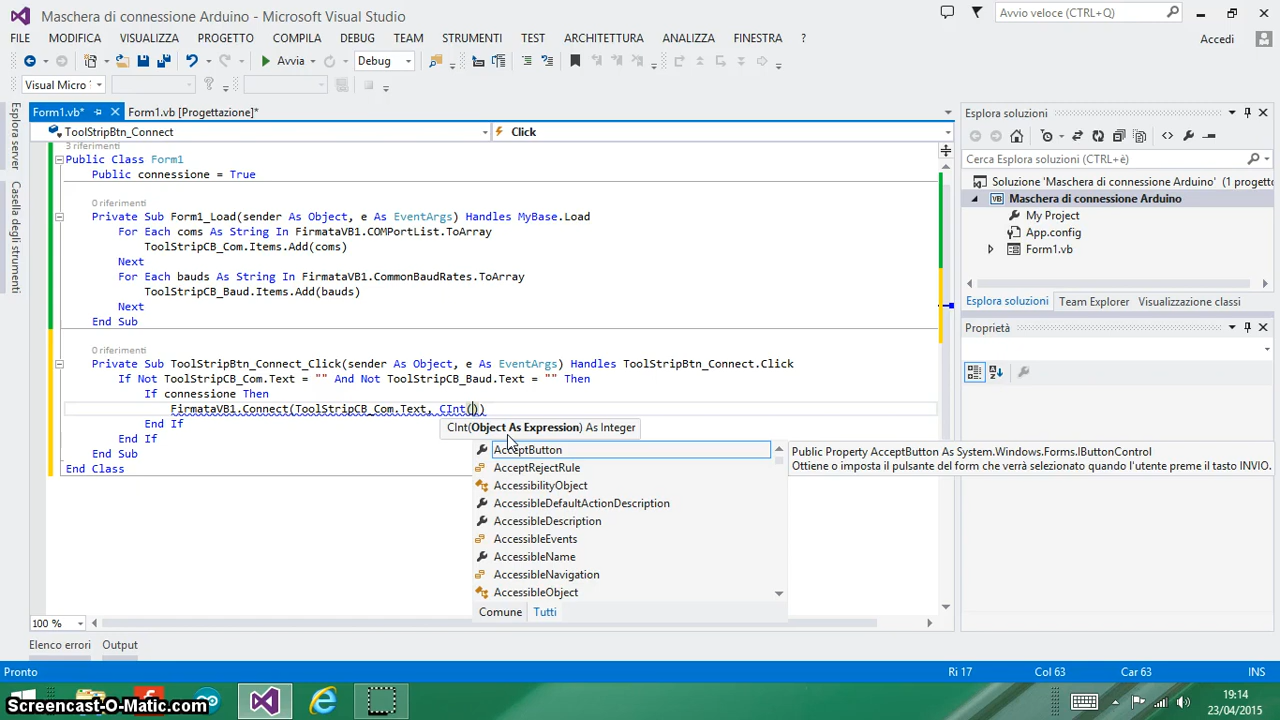 Maschera di connessione Arduino - Microsoft Visual Studio
Avvio veloce (CTRL+Q)
FILE MODIFICA VISUALIZZA PROGETTO COMPILA DEBUG TEAM STRUMENTI TEST ARCHITETTURA ANALIZZA FINESTRA ?
Accedi
Avvia Debug
Visual Micro
Form1.vb* Form1.vb [Progettazione]*
Esplora soluzioni
ToolStripBtn_Connect Click
Esplora server
Casella degli strumenti
Cerca Esplora soluzioni (CTRL+è)
Soluzione 'Maschera di connessione Arduino' (1 progetto
Maschera di connessione Arduino
My Project
App.config
Form1.vb
Esplora soluzioni Team Explorer Visualizzazione classi
Proprietà
3 riferimenti
Public Class Form1
Public connessione = True
0 riferimenti
Private Sub Form1_Load(sender As Object, e As EventArgs) Handles MyBase.Load
For Each coms As String In FirmataVB1.COMPortList.ToArray
ToolStripCB_Com.Items.Add(coms)
Next
For Each bauds As String In FirmataVB1.CommonBaudRates.ToArray
ToolStripCB_Baud.Items.Add(bauds)
Next
End Sub
0 riferimenti
Private Sub ToolStripBtn_Connect_Click(sender As Object, e As EventArgs) Handles ToolStripBtn_Connect.Click
If Not ToolStripCB_Com.Text = "" And Not ToolStripCB_Baud.Text = "" Then
If connessione Then
FirmataVB1.Connect(ToolStripCB_Com.Text, CInt())
End If
End If
End Sub
End Class
CInt(Object As Expression) As Integer
AcceptButton
AcceptRejectRule
AccessibilityObject
AccessibleDefaultActionDescription
AccessibleDescription
AccessibleEvents
AccessibleName
AccessibleNavigation
AccessibleObject
Comune Tutti
Public Property AcceptButton As System.Windows.Forms.IButtonControl
Ottiene o imposta il pulsante del form che verrà selezionato quando l'utente preme il tasto INVIO.
100 %
Elenco errori Output
Pronto Ri 17 Col 63 Car 63 INS
Screencast-O-Matic.com
19:14
23/04/2015